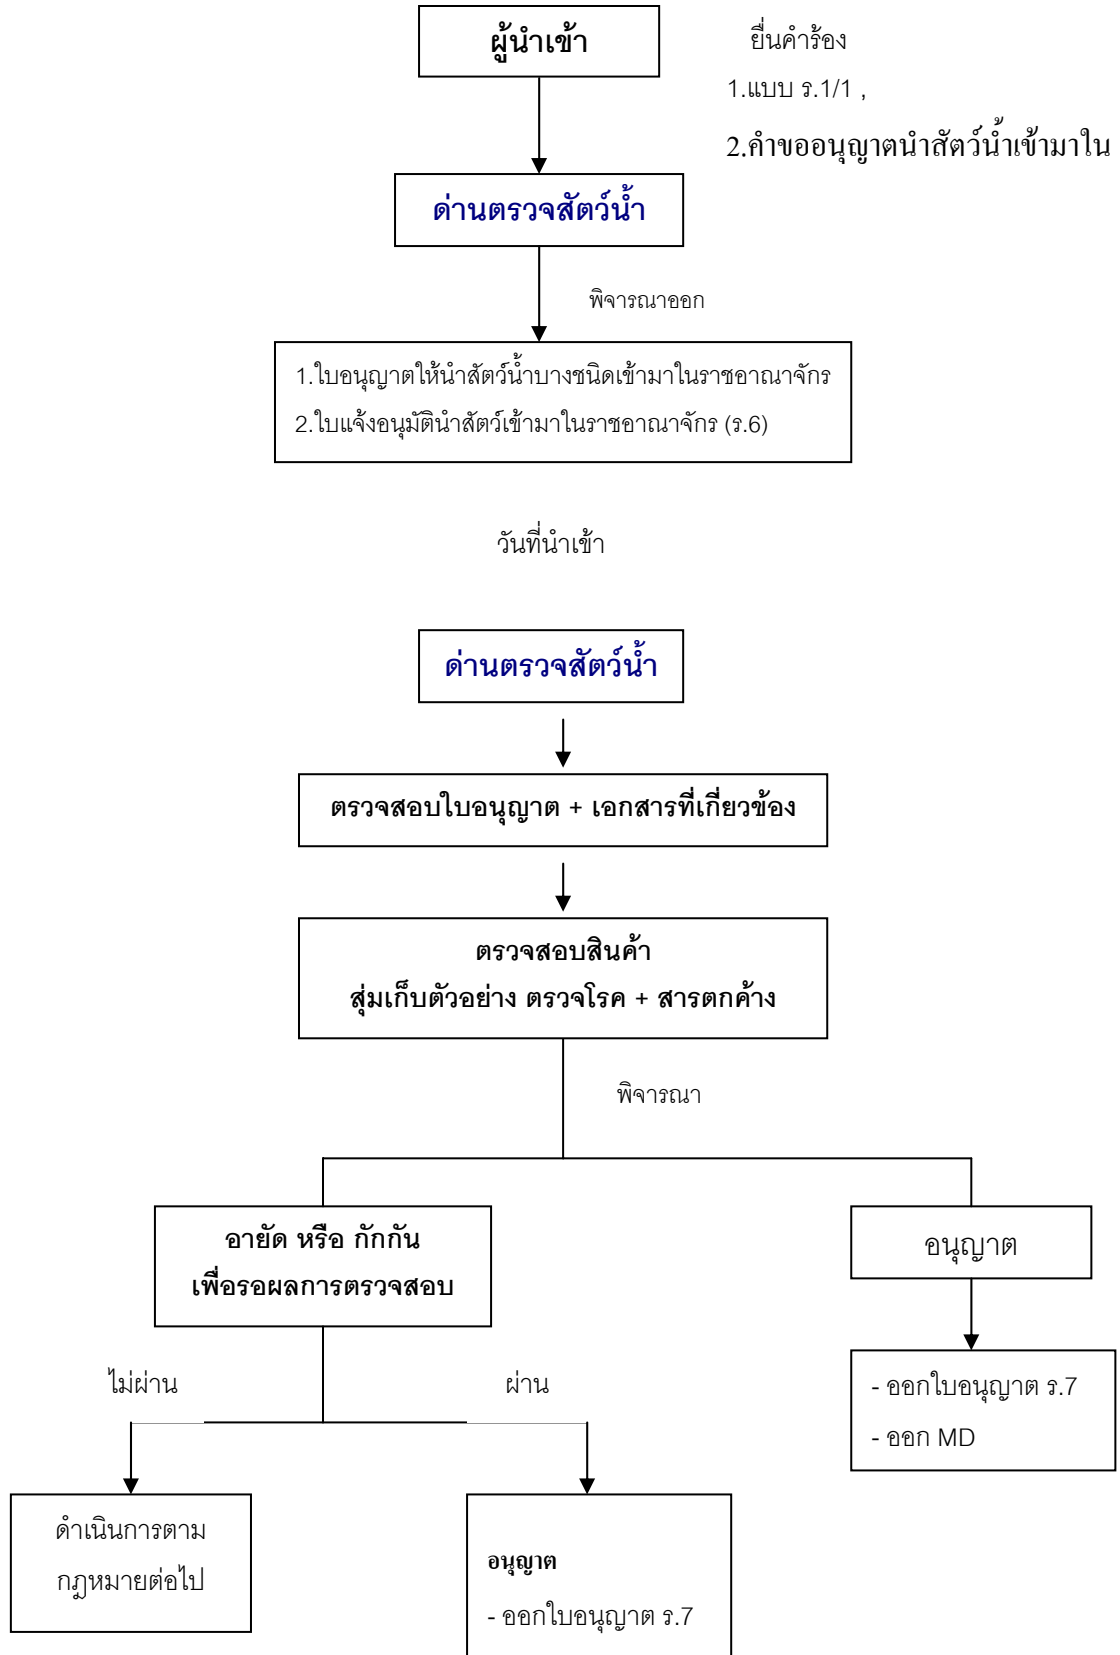 ผู้นำเข้า
ยื่นคำร้อง
1.แบบ ร.1/1 ,
2.คำขออนุญาตนำสัตว์น้ำเข้ามาใน
ด่านตรวจสัตว์น้ำ
พิจารณาออก
1.ใบอนุญาตให้นำสัตว์น้ำบางชนิดเข้ามาในราชอาณาจักร
2.ใบแจ้งอนุมัตินำสัตว์เข้ามาในราชอาณาจักร (ร.6)
วันที่นำเข้า
ด่านตรวจสัตว์น้ำ
ตรวจสอบใบอนุญาต + เอกสารที่เกี่ยวข้อง
ตรวจสอบสินค้า
สุ่มเก็บตัวอย่าง ตรวจโรค + สารตกค้าง
พิจารณา
อายัด หรือ กักกัน
เพื่อรอผลการตรวจสอบ
อนุญาต
ไม่ผ่าน
ผ่าน
- ออกใบอนุญาต ร.7
- ออก MD
ดำเนินการตาม
กฎหมายต่อไป
อนุญาต
- ออกใบอนุญาต ร.7